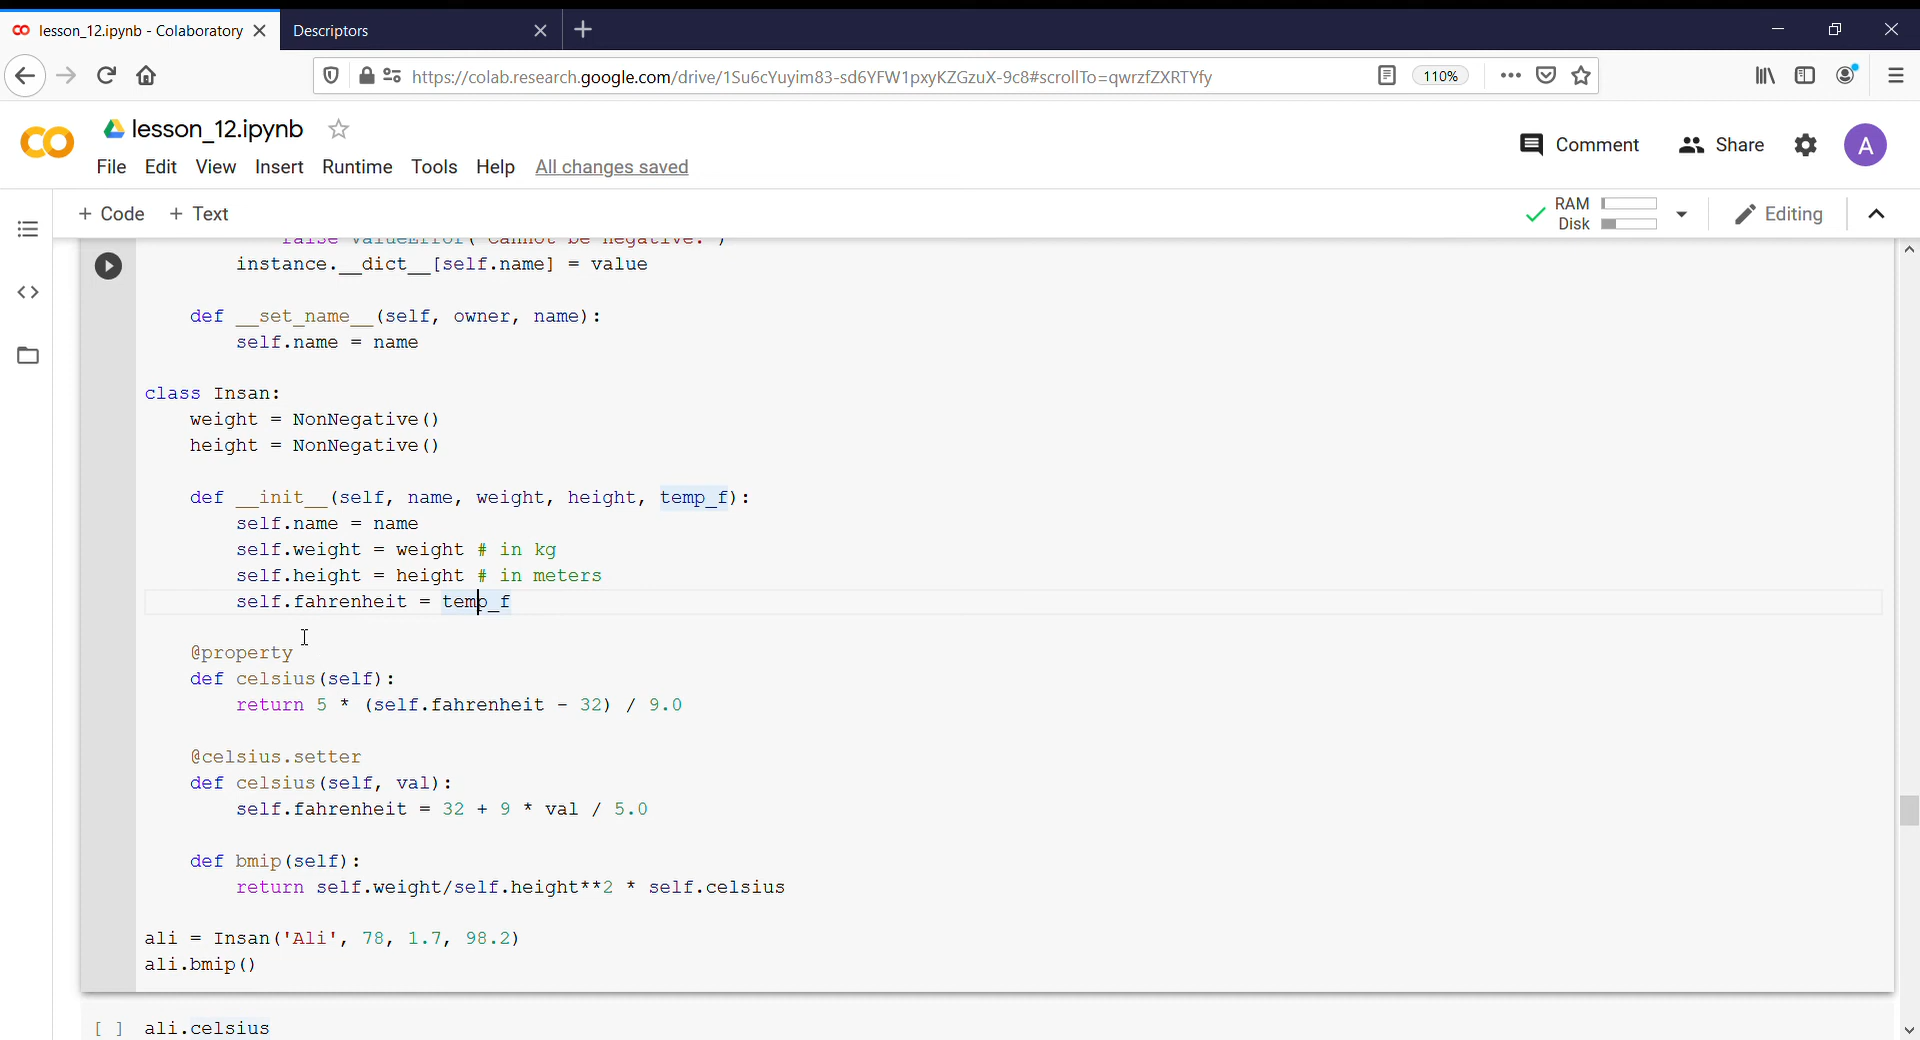 lesson_12.ipynb - Colaboratory
Descriptors
https://colab.research.google.com/drive/1Su6cYuyim83-sd6YFW1pxyKZGzuX-9c8#scrollTo=qwrzfZXRTYfy
110%
lesson_12.ipynb
File Edit View Insert Runtime Tools Help All changes saved
Comment
Share
A
+ Code + Text
RAM
Disk
Editing
raise ValueError('Cannot be negative.')
instance.__dict__[self.name] = value
def __set_name__(self, owner, name):
self.name = name
class Insan:
weight = NonNegative()
height = NonNegative()
def __init__(self, name, weight, height, temp_f):
self.name = name
self.weight = weight # in kg
self.height = height # in meters
self.fahrenheit = temp_f
@property
def celsius(self):
return 5 * (self.fahrenheit - 32) / 9.0
@celsius.setter
def celsius(self, val):
self.fahrenheit = 32 + 9 * val / 5.0
def bmip(self):
return self.weight/self.height**2 * self.celsius
ali = Insan('Ali', 78, 1.7, 98.2)
ali.bmip()
[ ] ali.celsius